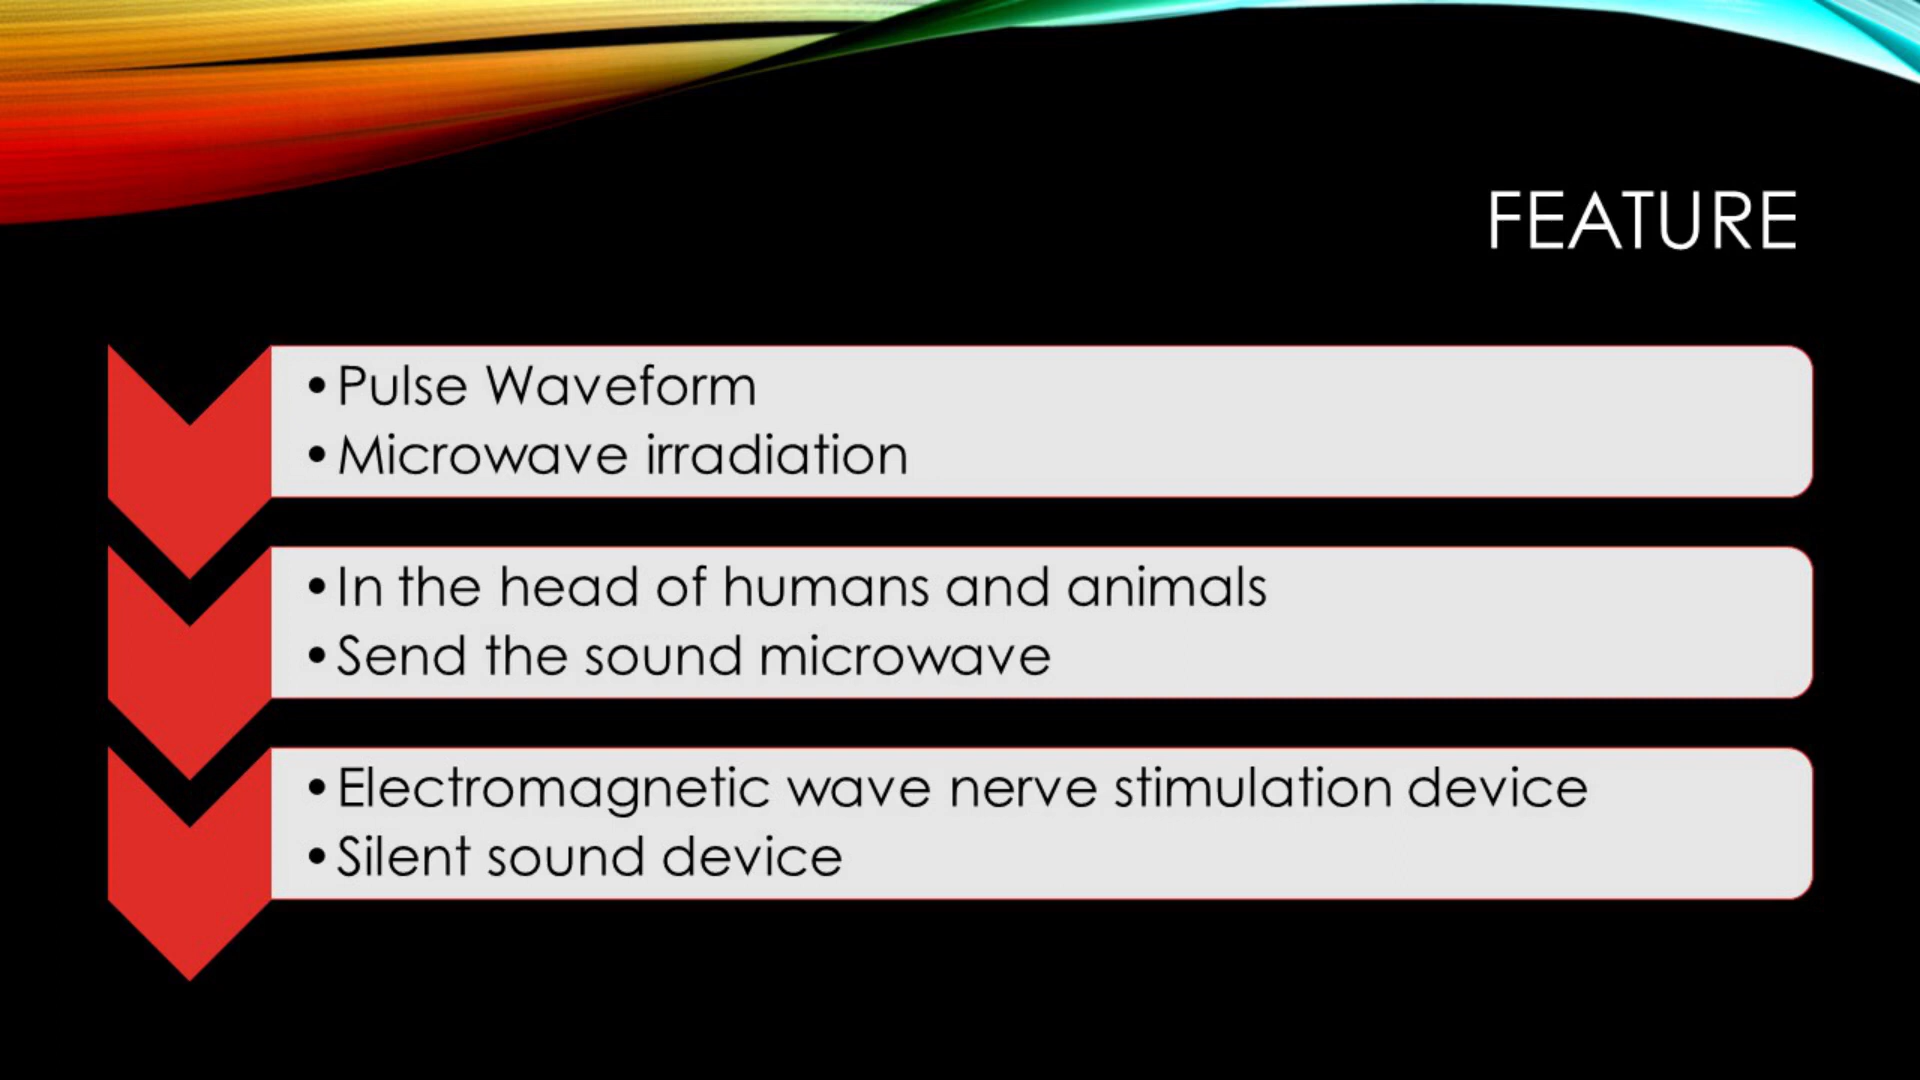 FEATURE
•Pulse Waveform
•Microwave irradiation
•In the head of humans and animals
•Send the sound microwave
•Electromagnetic wave nerve stimulation device
•Silent sound device